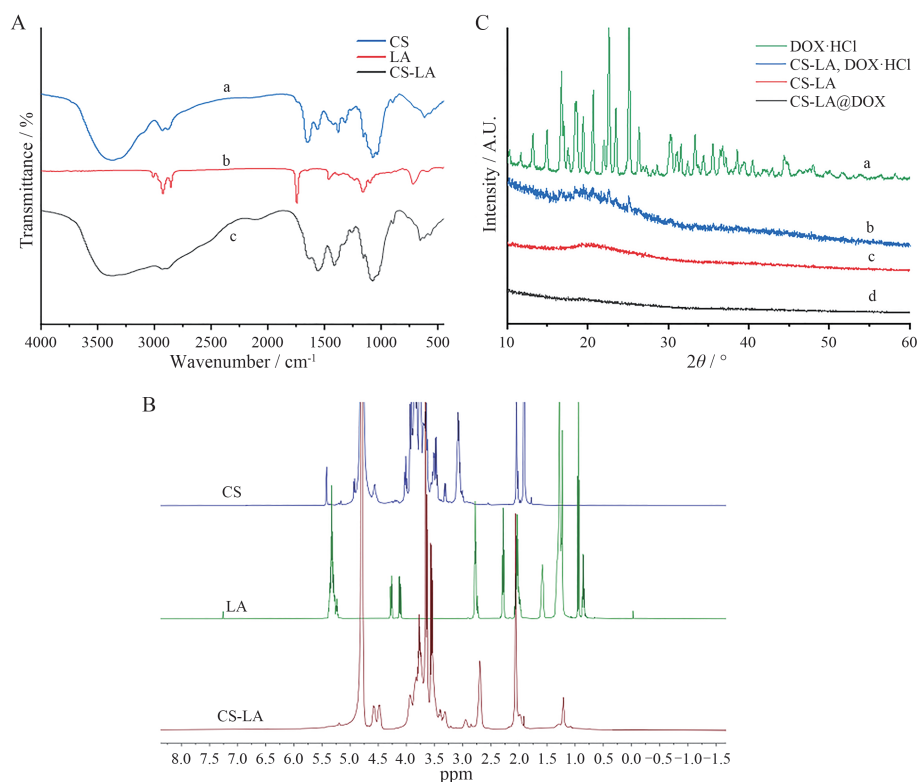 A
CS
LA
CS-LA
a
b
c
Transmittance / %
4000 3500 3000 2500 2000 1500 1000 500
Wavenumber / cm⁻¹
C
DOX·HCl
CS-LA, DOX·HCl
CS-LA
CS-LA@DOX
a
b
c
d
Intensity / A.U.
10 20 30 40 50 60
2θ / °
B
CS
LA
CS-LA
8.0 7.5 7.0 6.5 6.0 5.5 5.0 4.5 4.0 3.5 3.0 2.5 2.0 1.5 1.0 0.5 0 -0.5 -1.0 -1.5
ppm